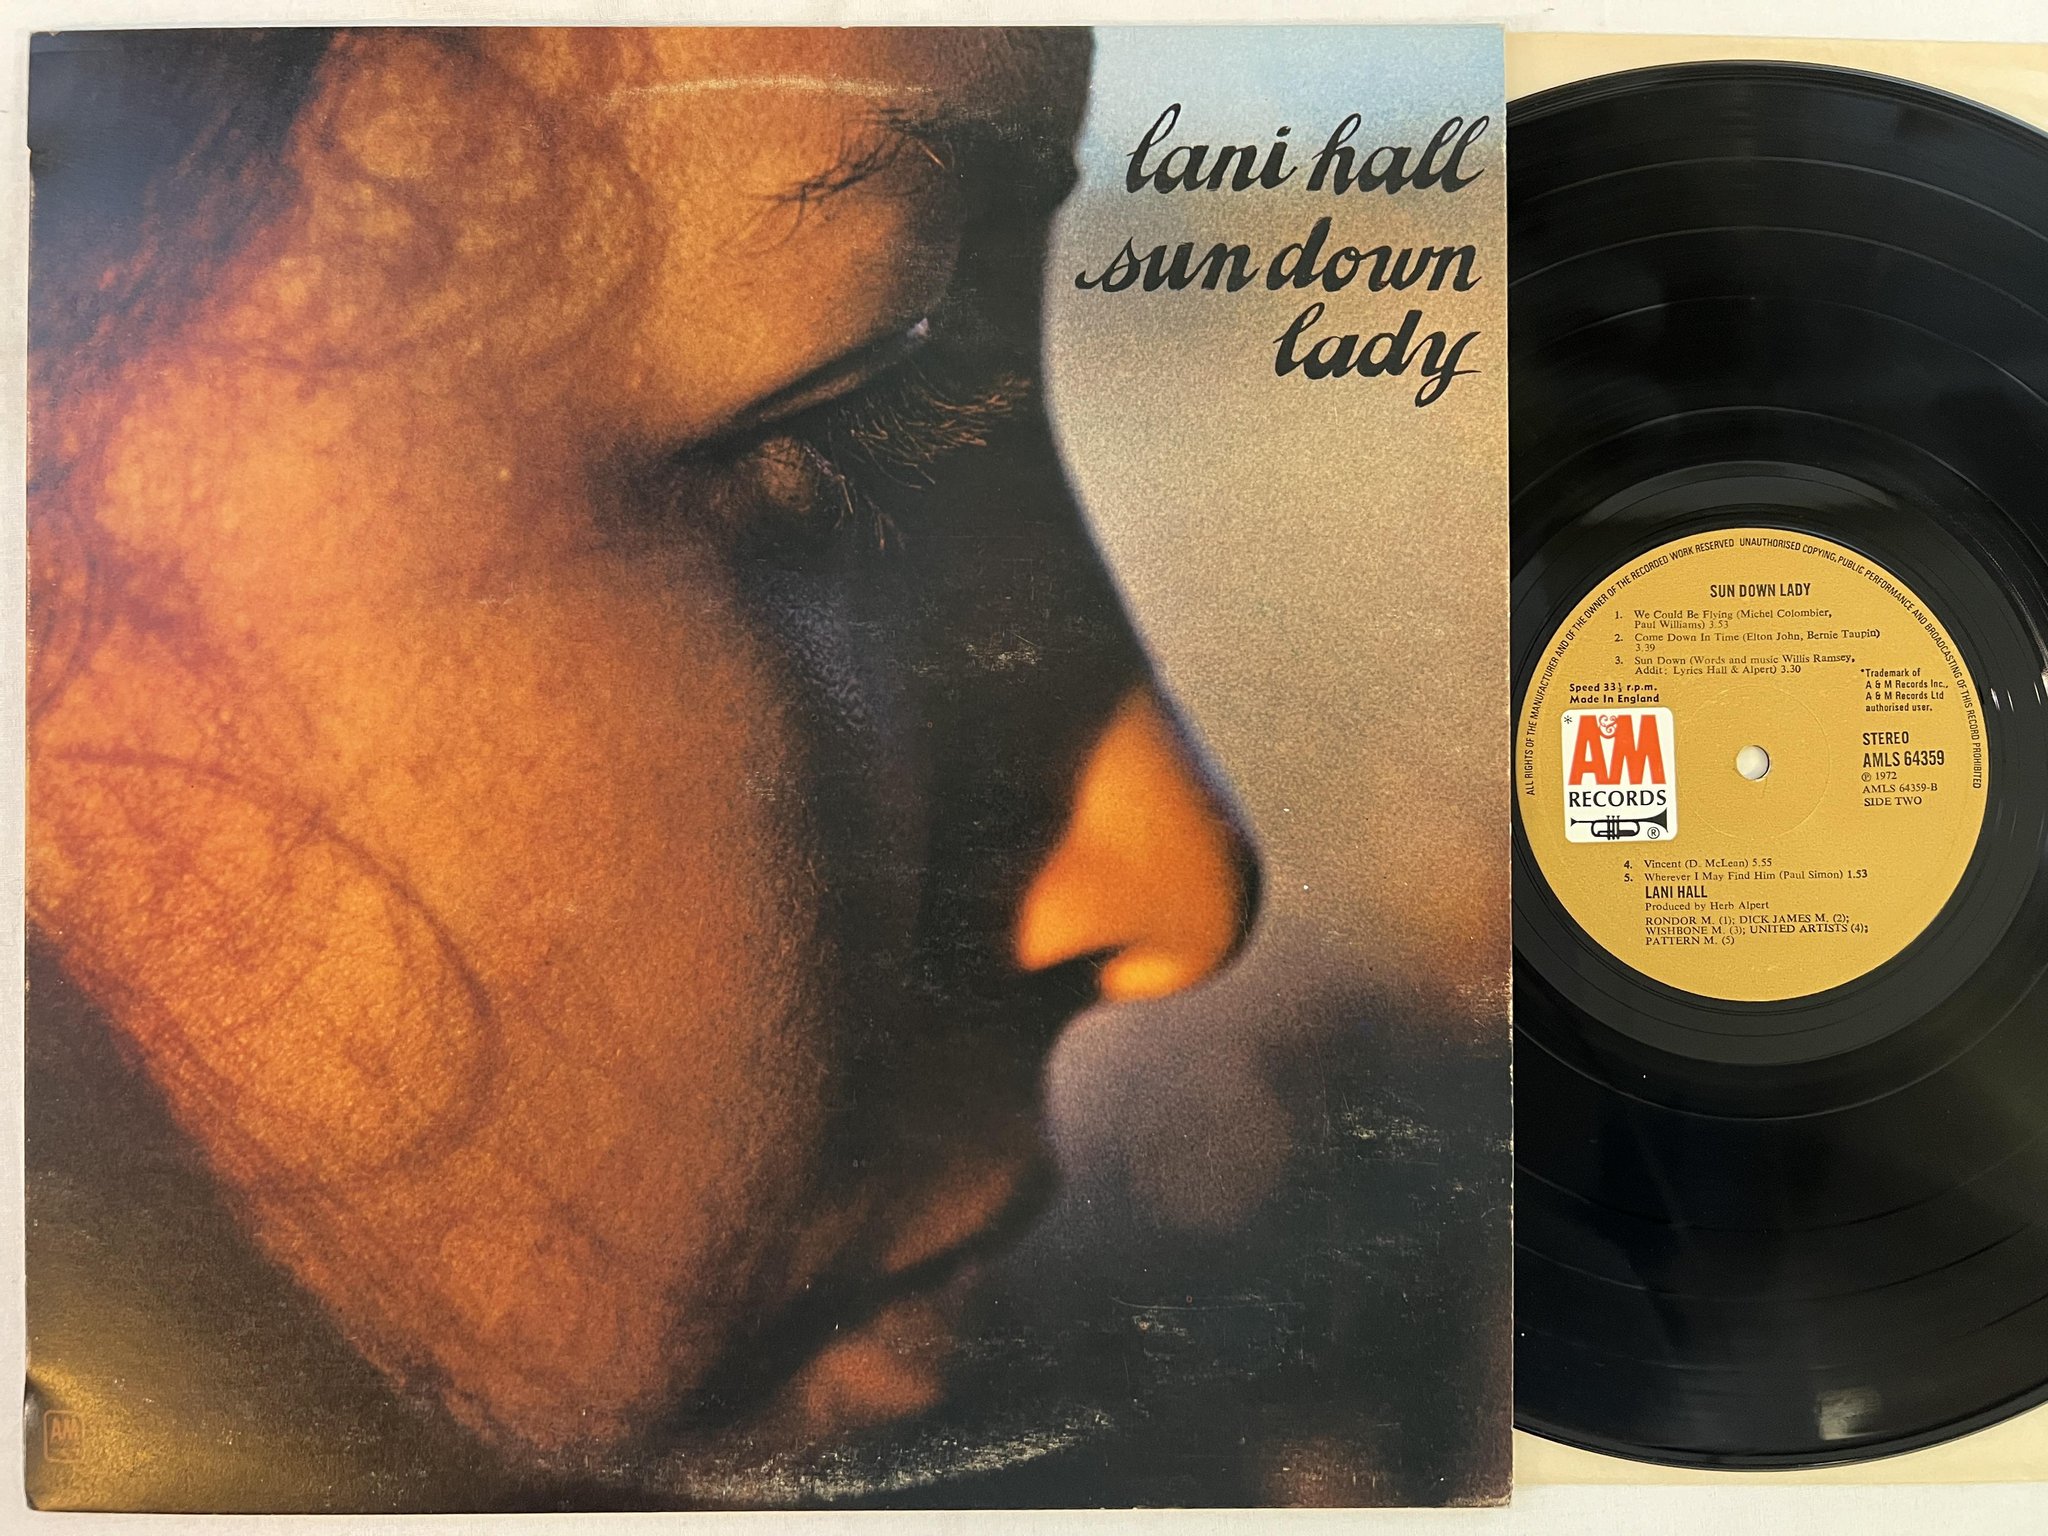 lani hall
sun down
lady
A&M
ALL RIGHTS OF THE MANUFACTURER AND OF THE OWNER OF THE RECORDED WORK RESERVED UNAUTHORISED COPYING, PUBLIC PERFORMANCE AND BROADCASTING OF THIS RECORD PROHIBITED
SUN DOWN LADY
1. We Could Be Flying (Michel Colombier,
Paul Williams) 3.53
2. Come Down In Time (Elton John, Bernie Taupin)
3.39
3. Sun Down (Words and music Willis Ramsey,
Addit: Lyrics Hall & Alpert) 3.30
Speed 33⅓ r.p.m.
Made In England
*Trademark of
A & M Records Inc.,
A & M Records Ltd
authorised user.
* A&M
RECORDS
®
STEREO
AMLS 64359
℗ 1972
AMLS 64359-B
SIDE TWO
4. Vincent (D. McLean) 5.55
5. Wherever I May Find Him (Paul Simon) 1.53
LANI HALL
Produced by Herb Alpert
RONDOR M. (1); DICK JAMES M. (2);
WISHBONE M. (3); UNITED ARTISTS (4);
PATTERN M. (5)